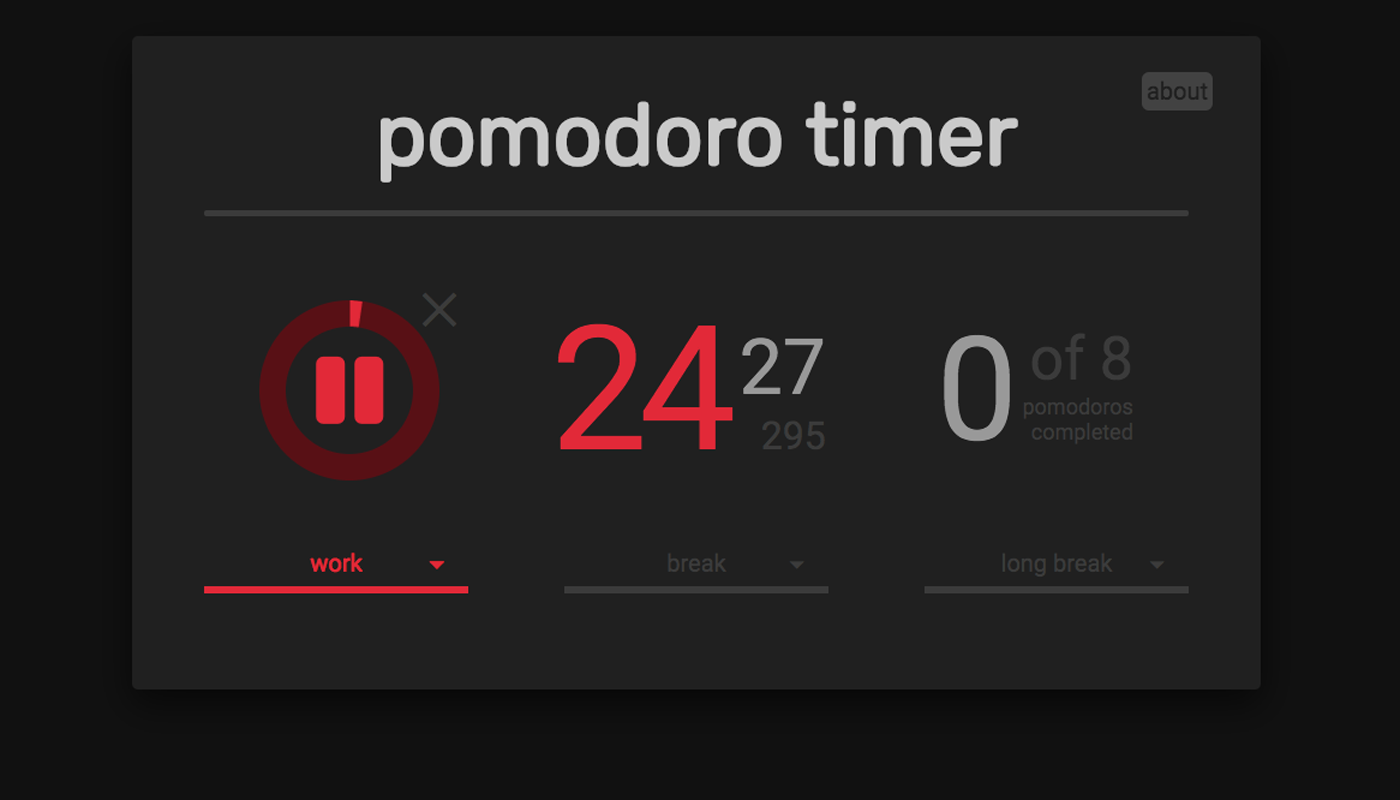 about
pomodoro timer
24 27
295
0 of 8
pomodoros
completed
work
break
long break